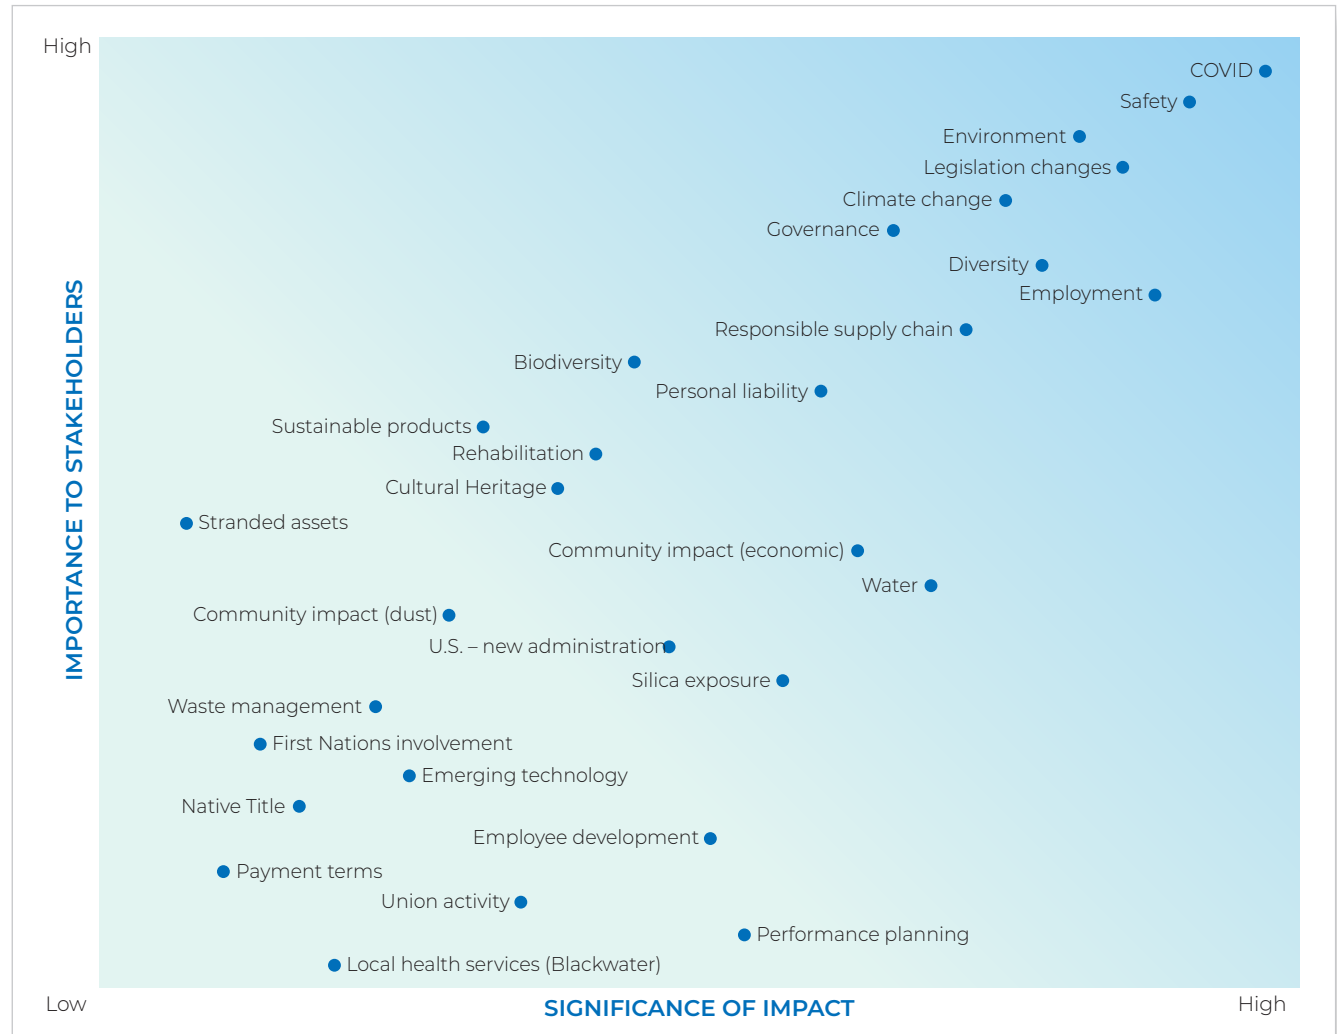 High
COVID
Safety
Environment
Legislation changes
Climate change
Governance
Diversity
Employment
Responsible supply chain
Biodiversity
Personal liability
Sustainable products
Rehabilitation
Cultural Heritage
Stranded assets
Community impact (economic)
Water
Community impact (dust)
U.S. – new administration
Silica exposure
Waste management
First Nations involvement
Emerging technology
Native Title
Employee development
Payment terms
Union activity
Performance planning
Local health services (Blackwater)
IMPORTANCE TO STAKEHOLDERS
Low
SIGNIFICANCE OF IMPACT
High